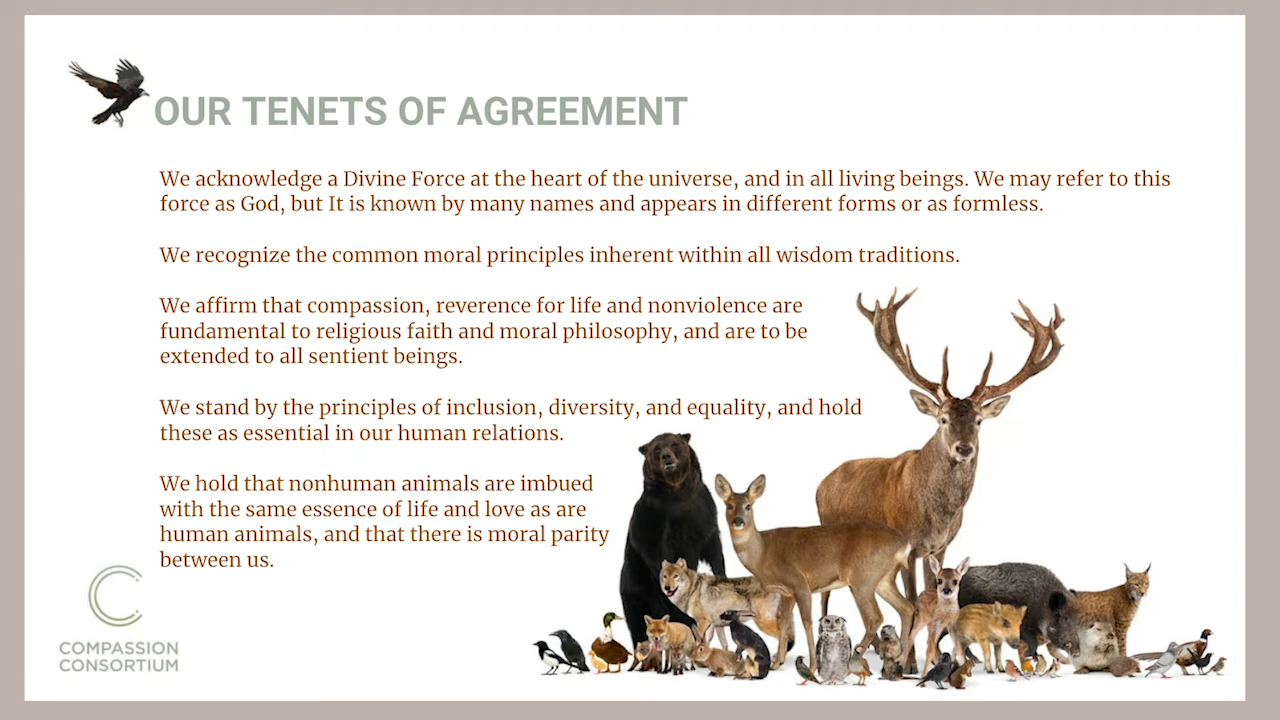 OUR TENETS OF AGREEMENT
We acknowledge a Divine Force at the heart of the universe, and in all living beings. We may refer to this
force as God, but It is known by many names and appears in different forms or as formless.
We recognize the common moral principles inherent within all wisdom traditions.
We affirm that compassion, reverence for life and nonviolence are
fundamental to religious faith and moral philosophy, and are to be
extended to all sentient beings.
We stand by the principles of inclusion, diversity, and equality, and hold
these as essential in our human relations.
We hold that nonhuman animals are imbued
with the same essence of life and love as are
human animals, and that there is moral parity
between us.
COMPASSION
CONSORTIUM